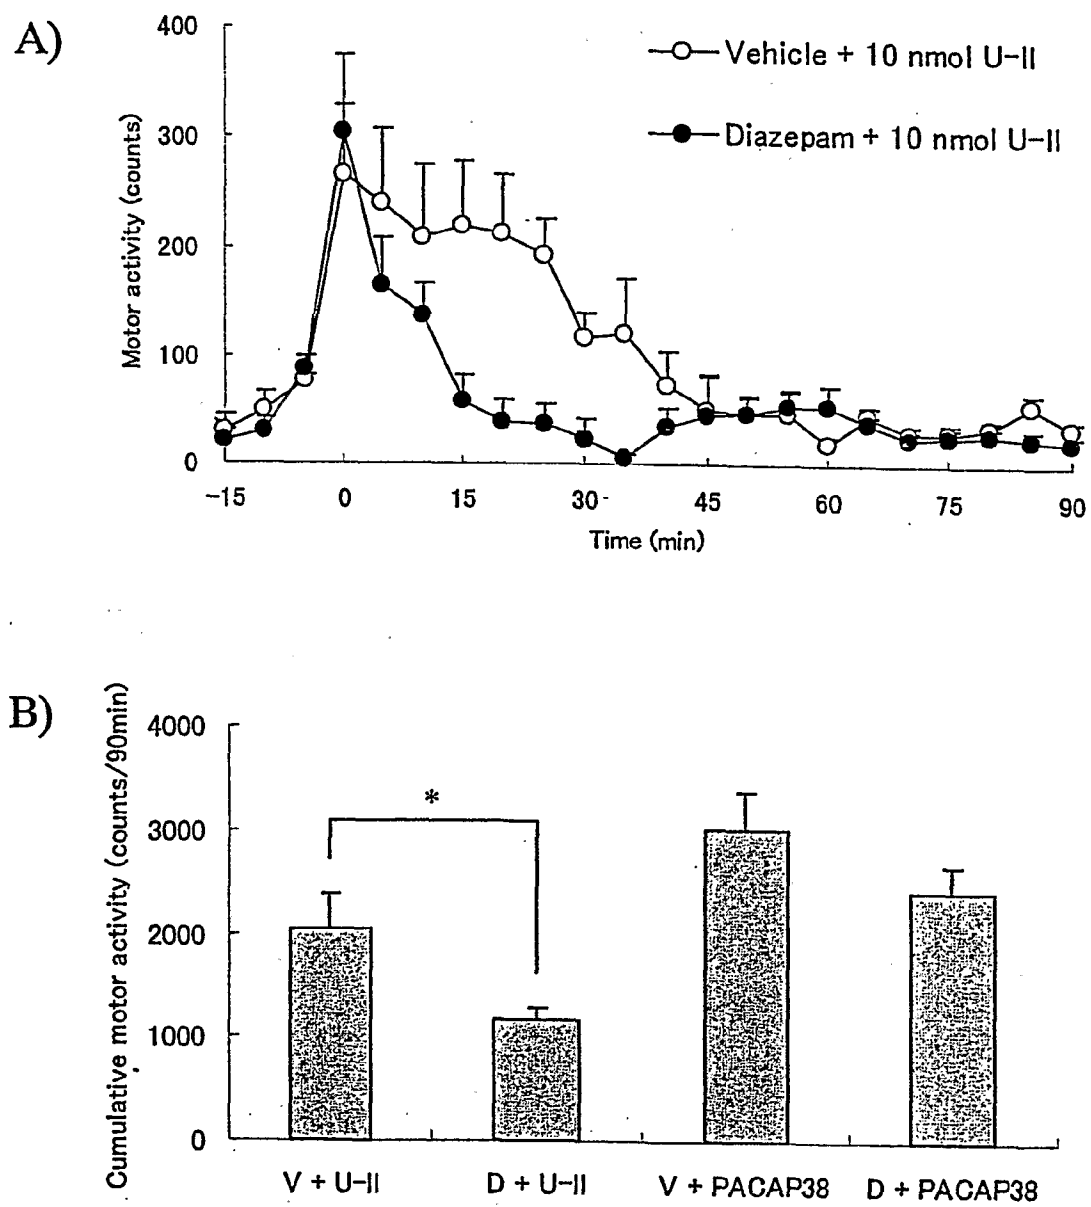 A)
400
300
200
100
0
Motor activity (counts)
Vehicle + 10 nmol U-II
Diazepam + 10 nmol U-II
-15 0 15 30 45 60 75 90
Time (min)
B)
4000
3000
2000
1000
0
Cumulative motor activity (counts/90min)
*
V + U-II D + U-II V + PACAP38 D + PACAP38